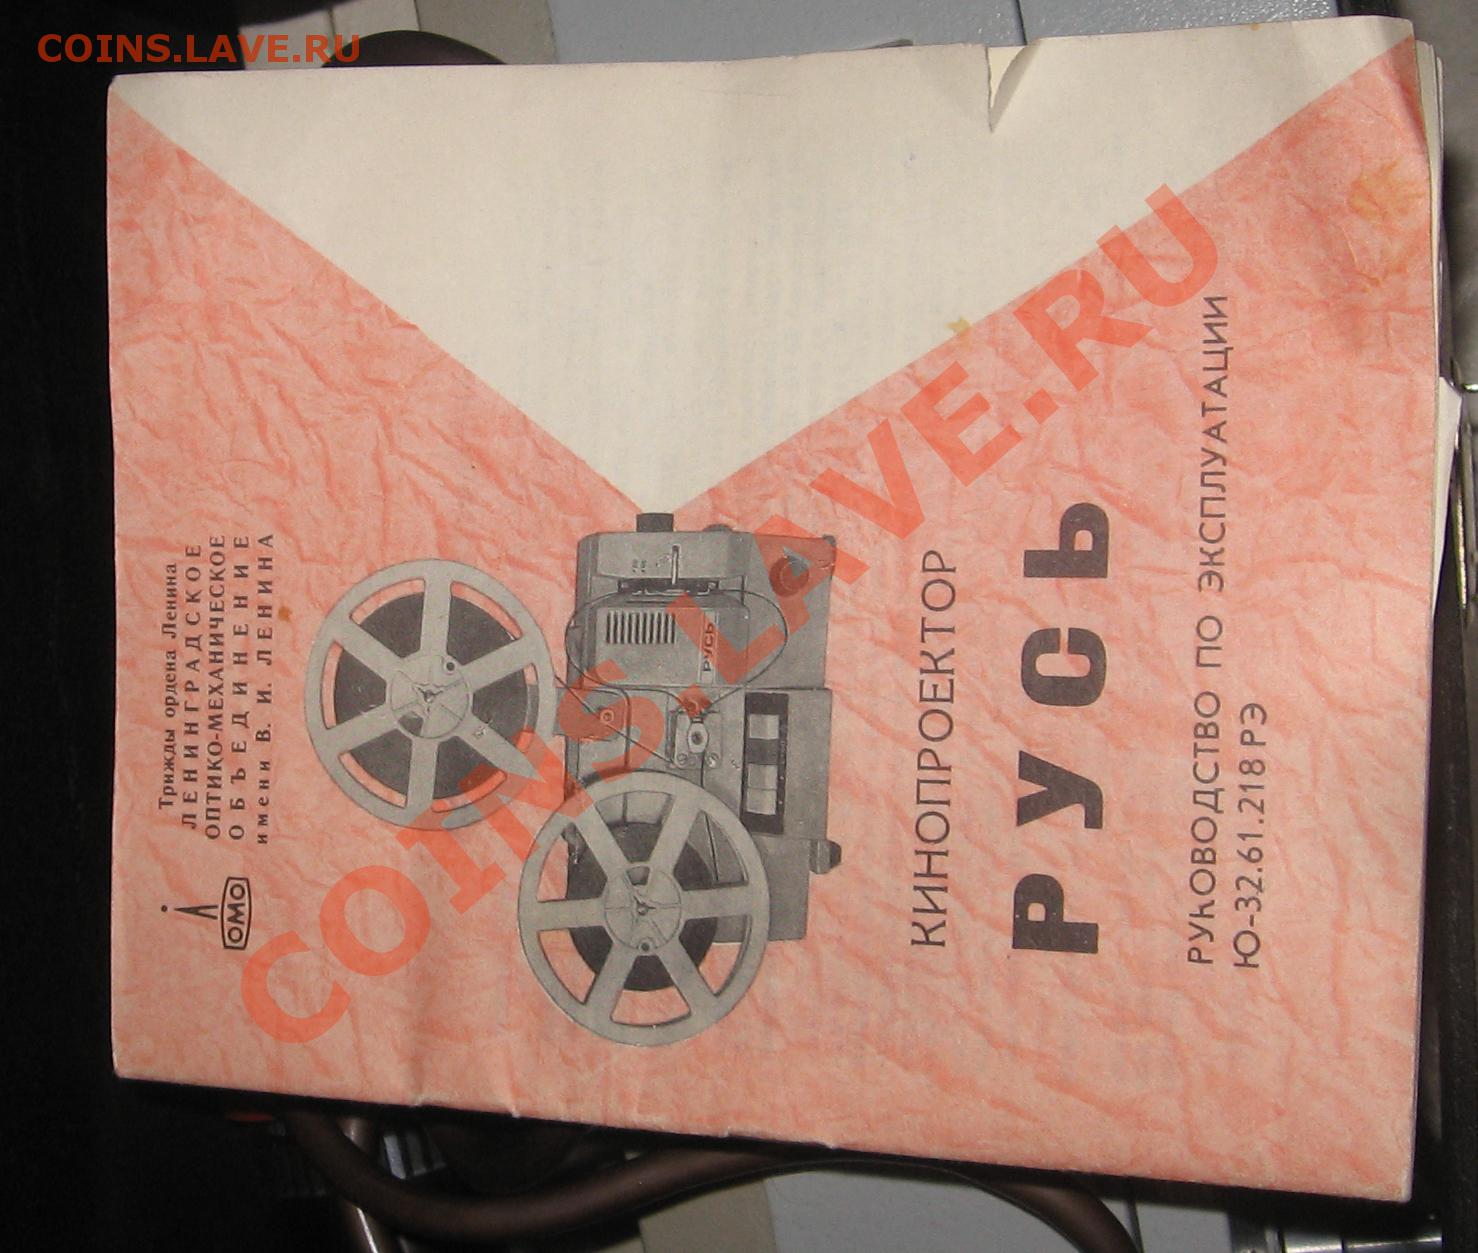 COINS.LAVE.RU
Трижды ордена Ленина
ЛЕНИНГРАДСКОЕ
ОПТИКО-МЕХАНИЧЕСКОЕ
ОБЪЕДИНЕНИЕ
имени В. И. ЛЕНИНА
ЛОМО
РУСЬ
КИНОПРОЕКТОР
РУСЬ
РУКОВОДСТВО ПО ЭКСПЛУАТАЦИИ
Ю-32.61.218 РЭ
COINS.LAVE.RU